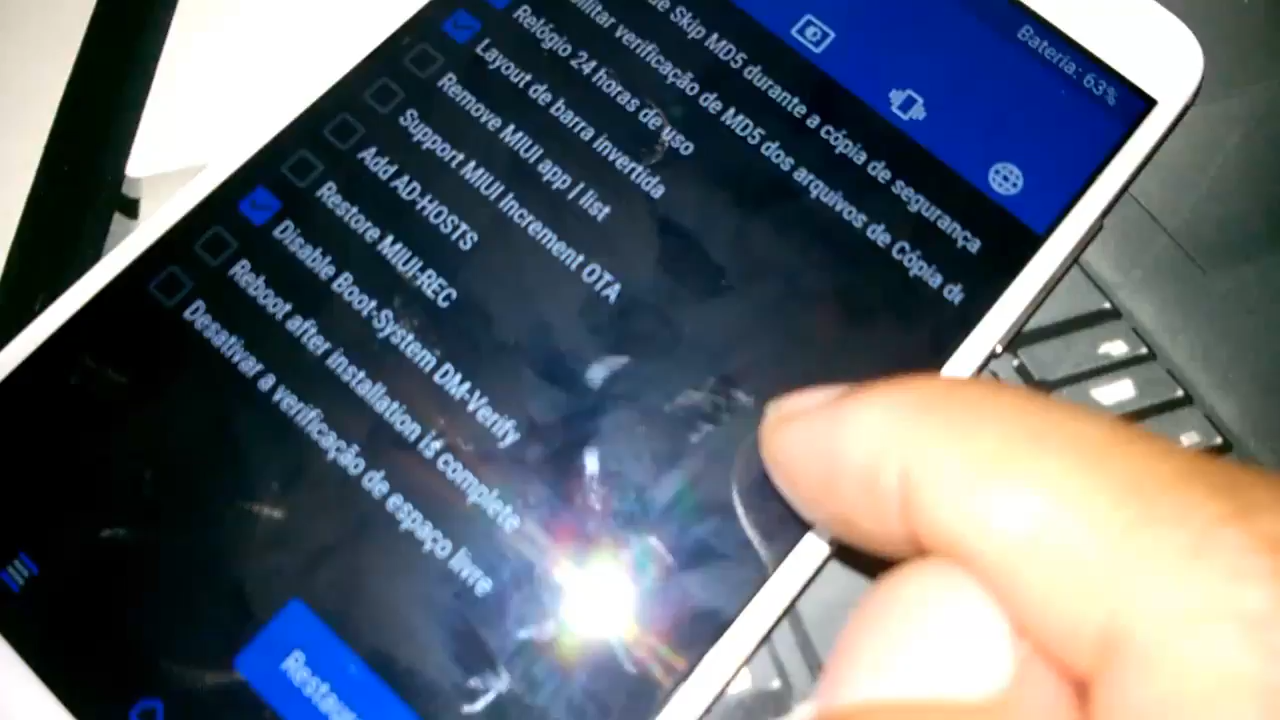 Bateria: 63%
de Skip MD5 durante a cópia de segurança
verificação de MD5 dos arquivos de Cópia de
Relógio 24 horas de uso
Layout de barra invertida
Remove MIUI app | list
Support MIUI Increment OTA
Add AD-HOSTS
Restore MIUI-REC
Disable Boot-System DM-Verify
Reboot after installation is complete
Desativar a verificação de espaço livre